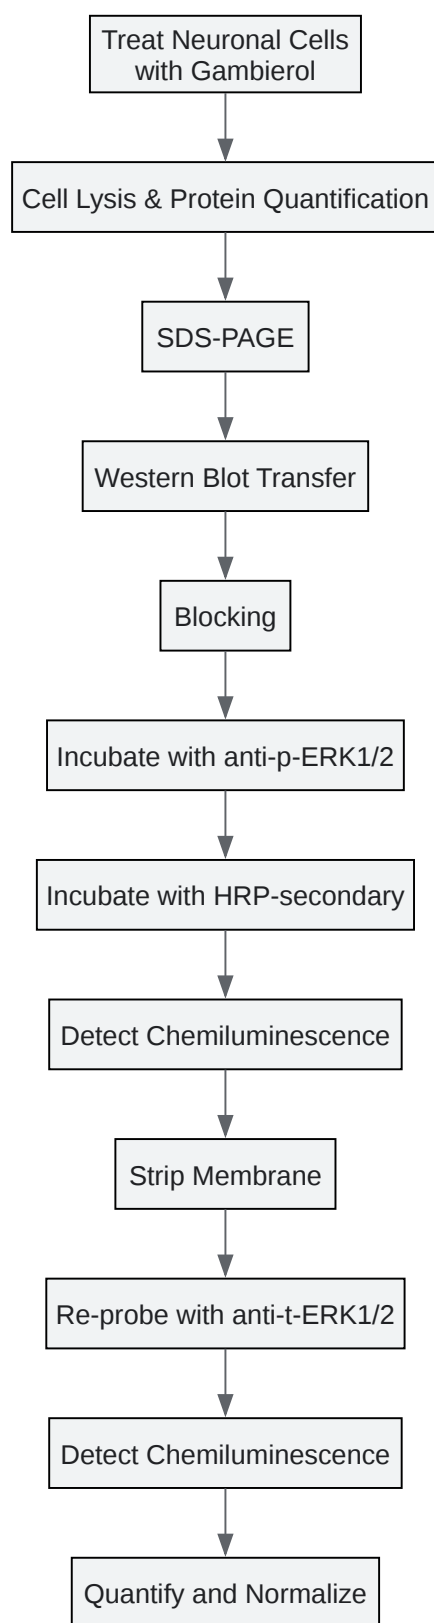 Treat Neuronal Cells
with Gambierol
Cell Lysis & Protein Quantification
SDS-PAGE
Western Blot Transfer
Blocking
Incubate with anti-p-ERK1/2
Incubate with HRP-secondary
Detect Chemiluminescence
Strip Membrane
Re-probe with anti-t-ERK1/2
Detect Chemiluminescence
Quantify and Normalize